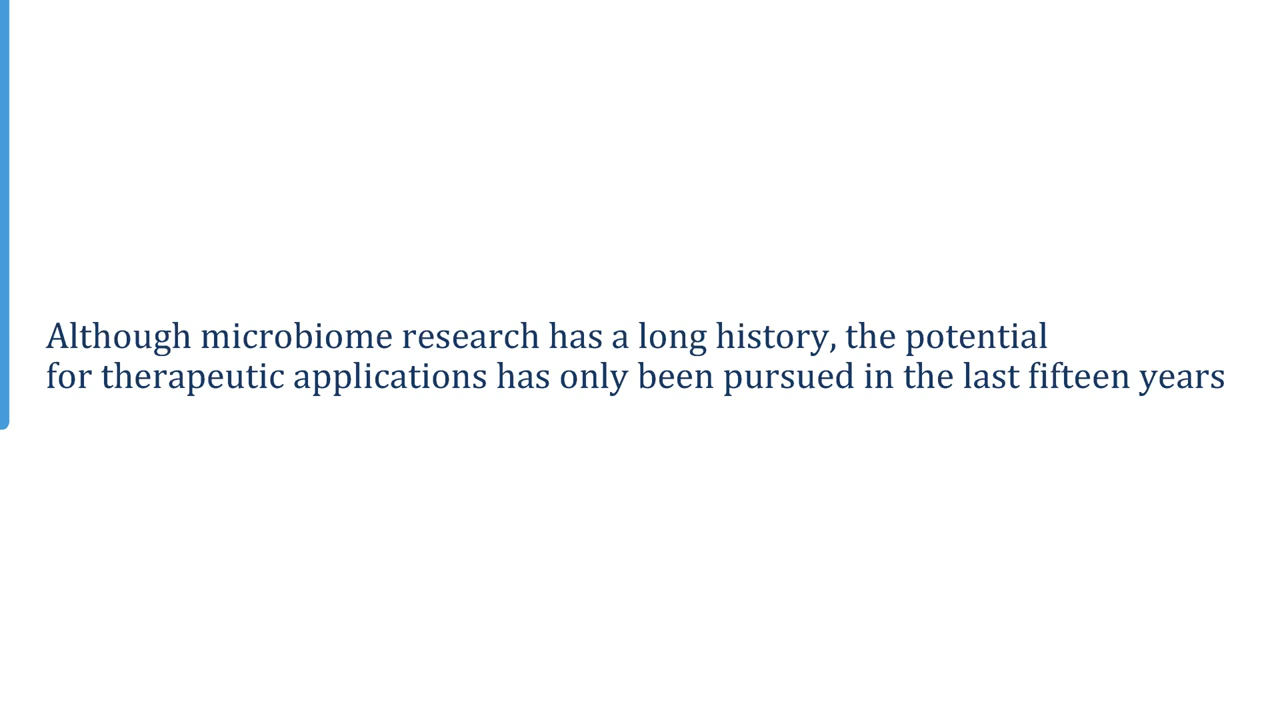 Although microbiome research has a long history, the potential
for therapeutic applications has only been pursued in the last fifteen years